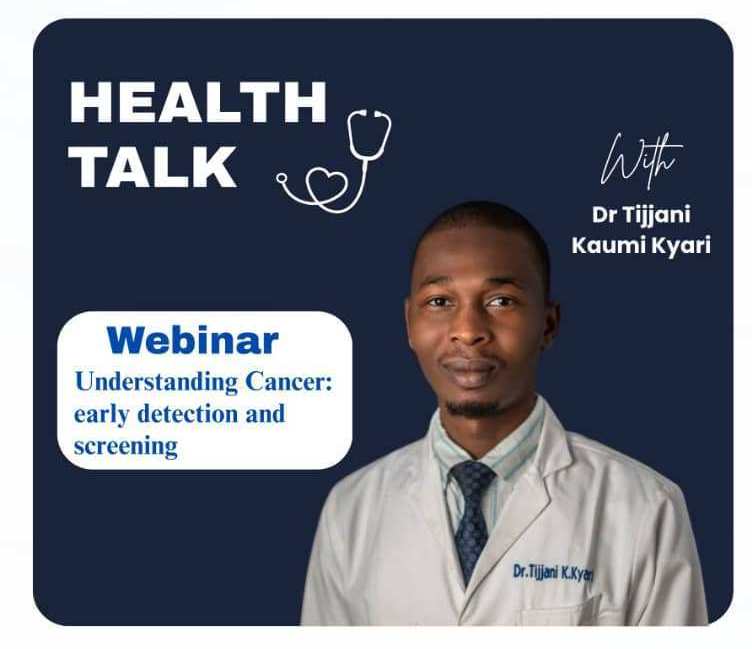 HEALTH
TALK
With
Dr Tijjani
Kaumi Kyari
Webinar
Understanding Cancer:
early detection and
screening
Dr.Tijjani K.Kyari